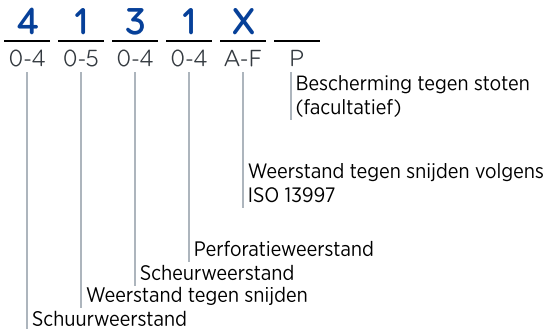 4 1 3 1 X
0-4 0-5 0-4 0-4 A-F P
Bescherming tegen stoten
(facultatief)
Weerstand tegen snijden volgens
ISO 13997
Perforatieweerstand
Scheurweerstand
Weerstand tegen snijden
Schuurweerstand